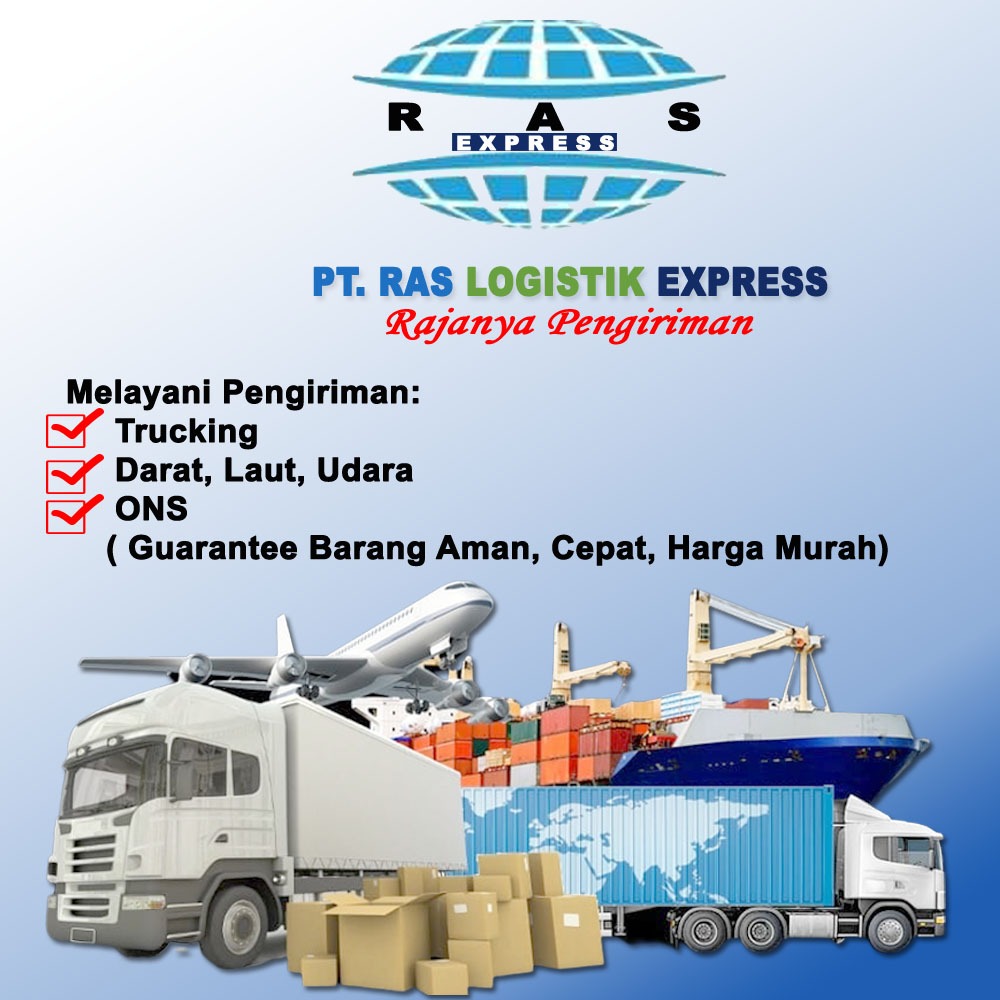 R A S
EXPRESS
PT. RAS LOGISTIK EXPRESS
Rajanya Pengiriman
Melayani Pengiriman:
Trucking
Darat, Laut, Udara
ONS
( Guarantee Barang Aman, Cepat, Harga Murah)